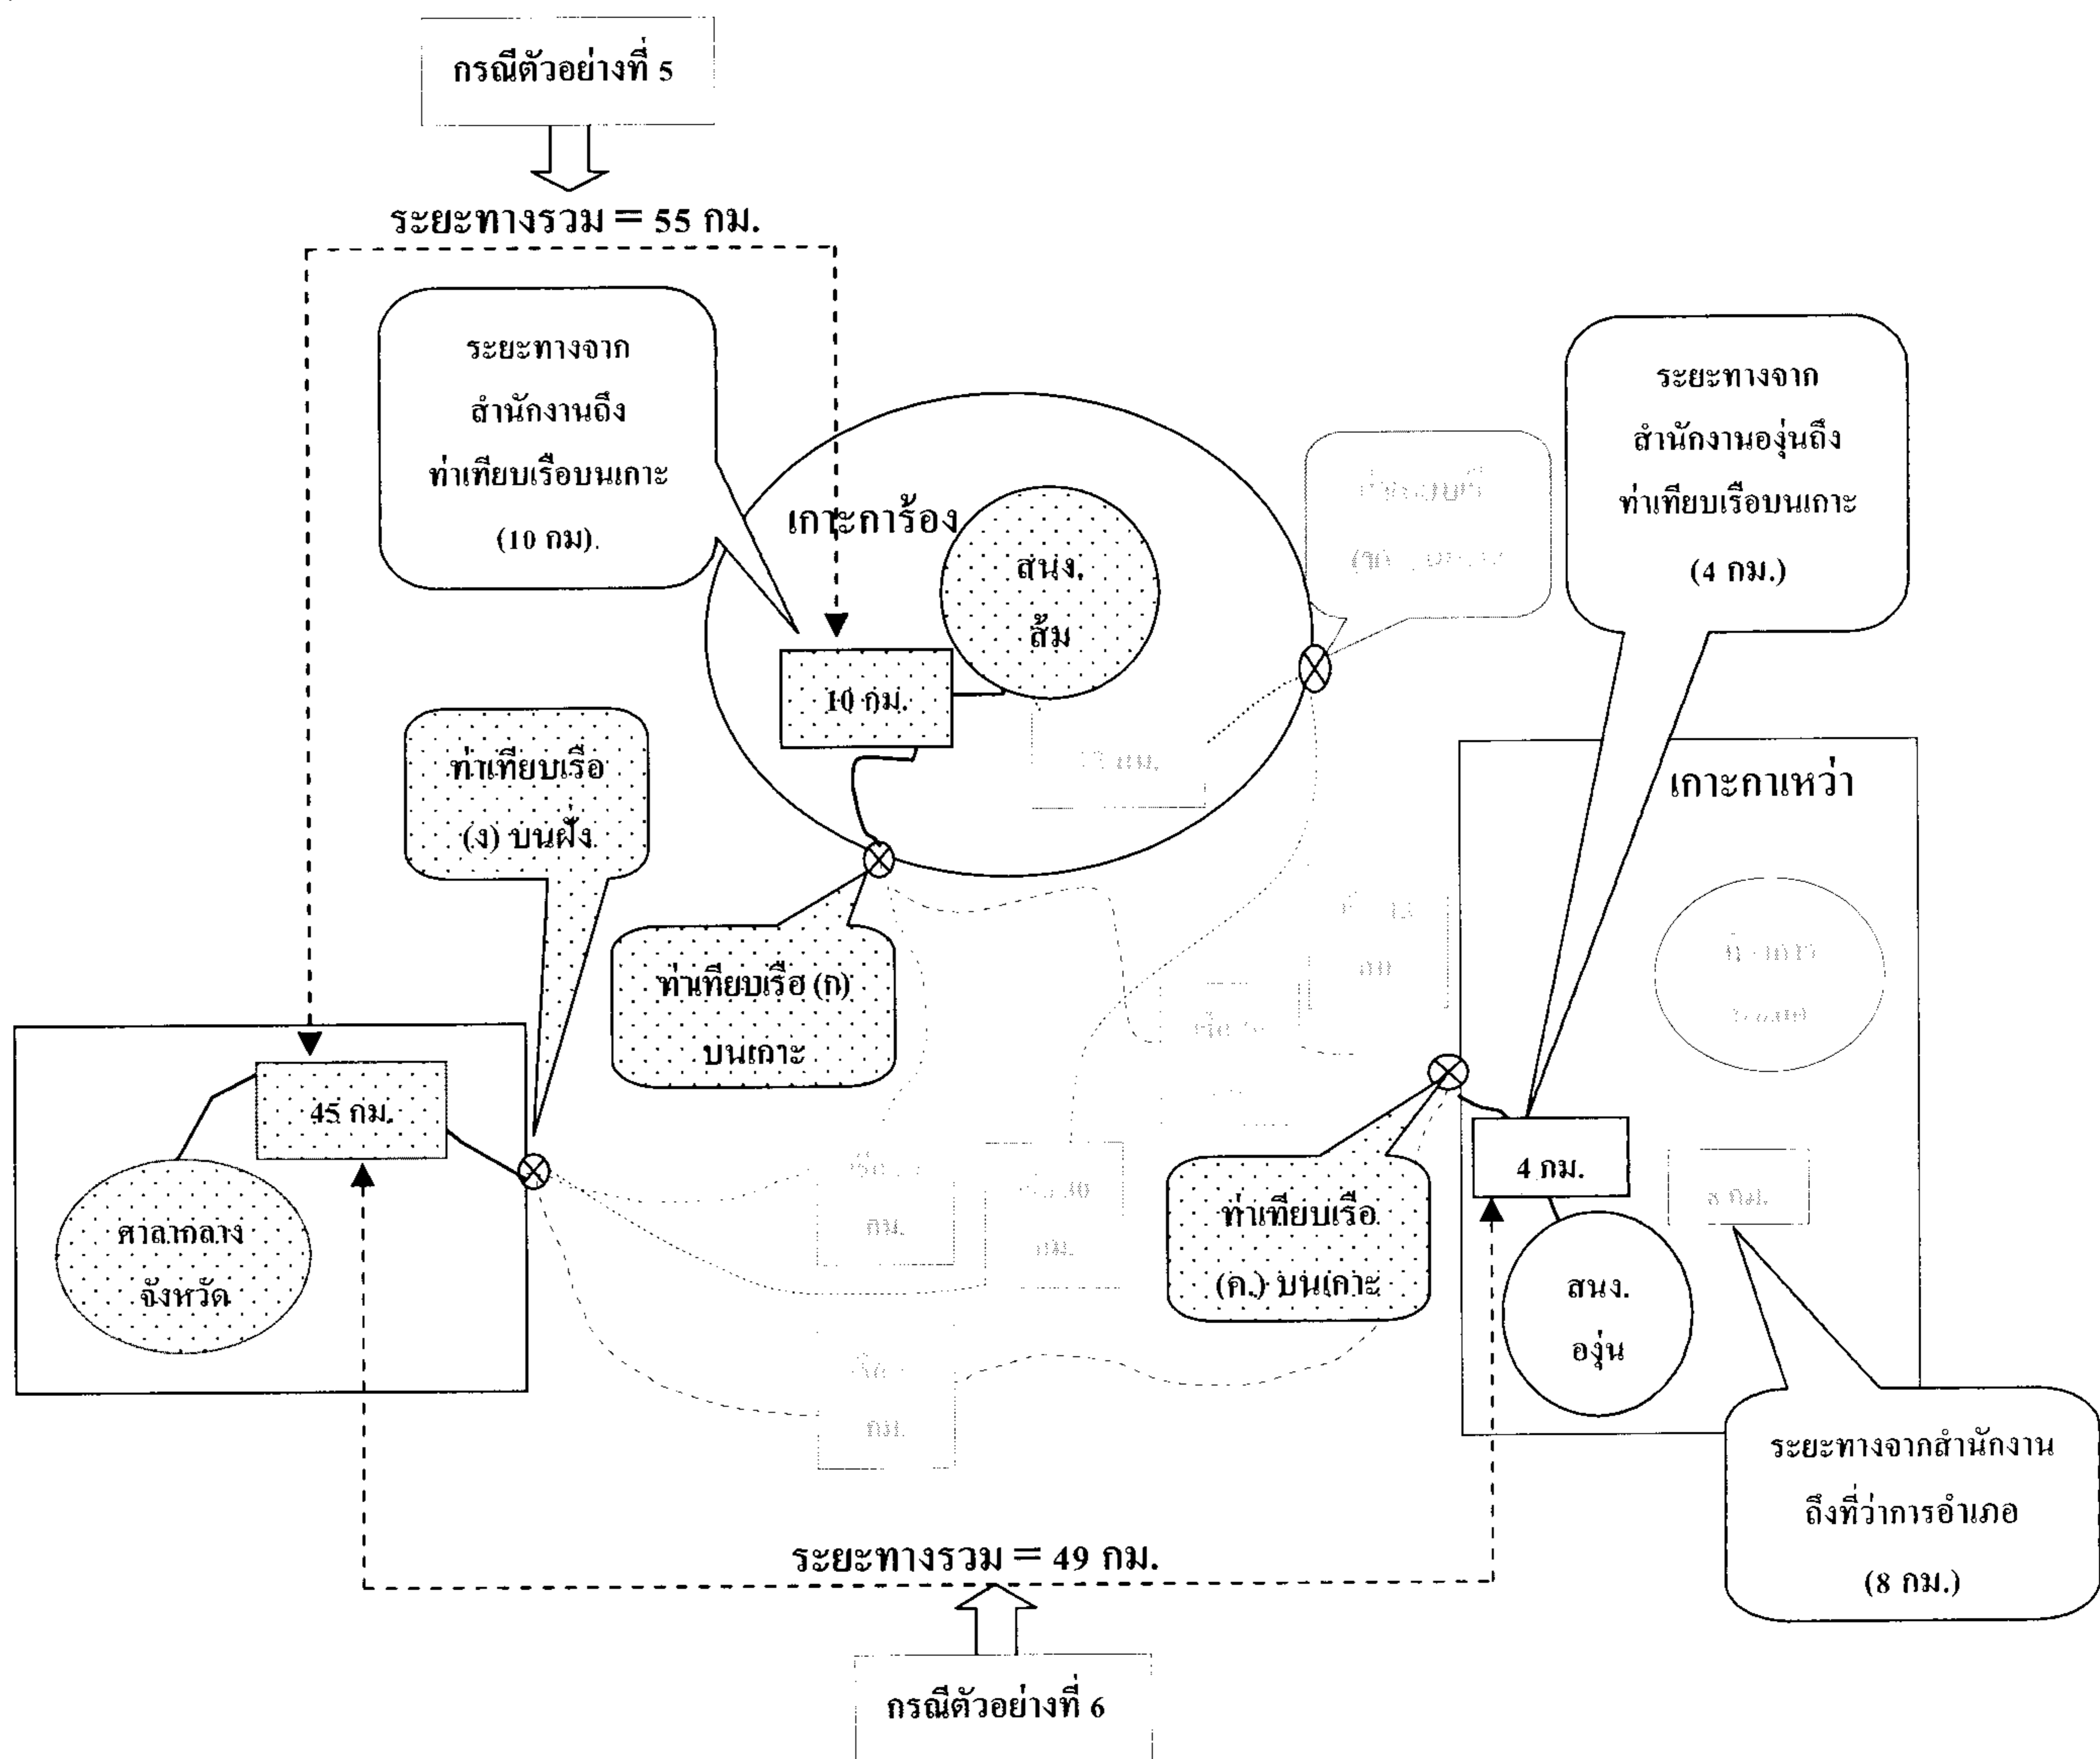 กรณีตัวอย่างที่ 5
ระยะทางรวม = 55 กม.
ระยะทางจาก
สำนักงานถึง
ท่าเทียบเรือบนเกาะ
(10 กม).
ระยะทางจาก
สำนักงานองุ่นถึง
ท่าเทียบเรือบนเกาะ
(4 กม.)
เกาะการ้อง
สนง.
ส้ม
10 กม.
ท่าเทียบเรือ
(ง) บนฝั่ง
เกาะกาเหว่า
ท่าเทียบเรือ (ก)
บนเกาะ
45 กม.
ศาลากลาง
จังหวัด
กม.
30
กม.
กม.
ท่าเทียบเรือ
(ค.) บนเกาะ
4 กม.
8 กม.
สนง.
องุ่น
ระยะทางจากสำนักงาน
ถึงที่ว่าการอำเภอ
(8 กม.)
ระยะทางรวม = 49 กม.
กรณีตัวอย่างที่ 6